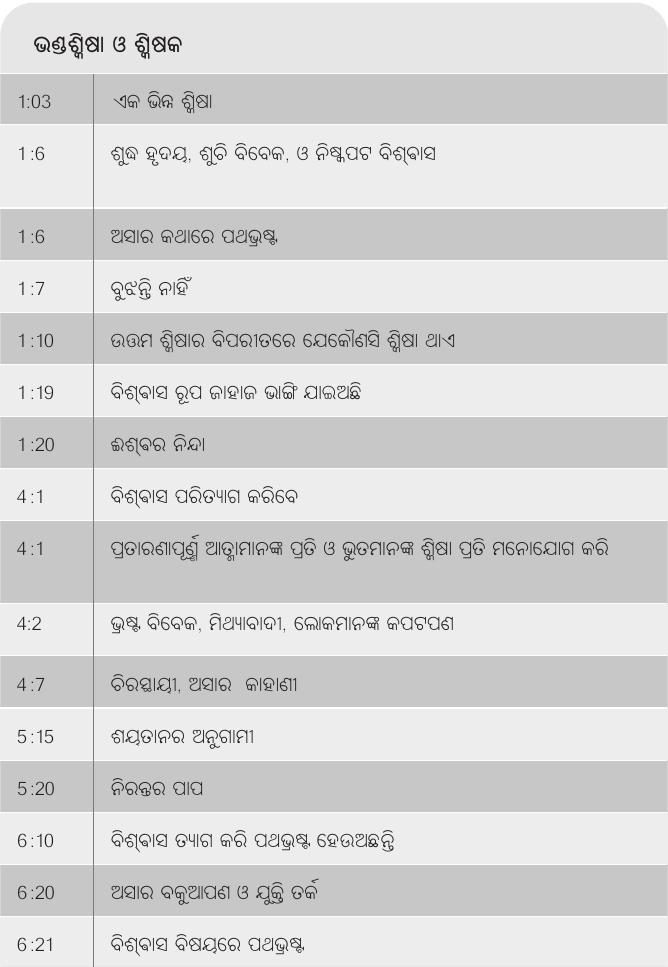 ଭଣ୍ଡଶିକ୍ଷା ଓ ଶିକ୍ଷକ
1:03 ଏକ ଭିନ୍ନ ଶିକ୍ଷା
1:6 ଶୁଦ୍ଧ ହୃଦୟ, ଶୁଚି ବିବେକ, ଓ ନିଷ୍କପଟ ବିଶ୍ୱାସ
1:6 ଅସାର କଥାରେ ପଥଭ୍ରଷ୍ଟ
1:7 ବୁଝନ୍ତି ନାହିଁ
1:10 ଉତ୍ତମ ଶିକ୍ଷାର ବିପରୀତରେ ଯେକୌଣସି ଶିକ୍ଷା ଥାଏ
1:19 ବିଶ୍ୱାସ ରୂପ ଜାହାଜ ଭାଙ୍ଗି ଯାଇଅଛି
1:20 ଈଶ୍ୱର ନିନ୍ଦା
4:1 ବିଶ୍ୱାସ ପରିତ୍ୟାଗ କରିବେ
4:1 ପ୍ରତାରଣାପୂର୍ଣ୍ଣ ଆତ୍ମାମାନଙ୍କ ପ୍ରତି ଓ ଭୁତମାନଙ୍କ ଶିକ୍ଷା ପ୍ରତି ମନୋଯୋଗ କରି
4:2 ଭ୍ରଷ୍ଟ ବିବେକ, ମିଥ୍ୟାବାଦୀ, ଲୋକମାନଙ୍କ କପଟପଣ
4:7 ଚିରସ୍ଥାୟୀ, ଅସାର କାହାଣୀ
5:15 ଶୟତାନର ଅନୁଗାମୀ
5:20 ନିରନ୍ତର ପାପ
6:10 ବିଶ୍ୱାସ ତ୍ୟାଗ କରି ପଥଭ୍ରଷ୍ଟ ହେଉଅଛନ୍ତି
6:20 ଅସାର ବକୁଆପଣ ଓ ଯୁକ୍ତି ତର୍କ
6:21 ବିଶ୍ୱାସ ବିଷୟରେ ପଥଭ୍ରଷ୍ଟ